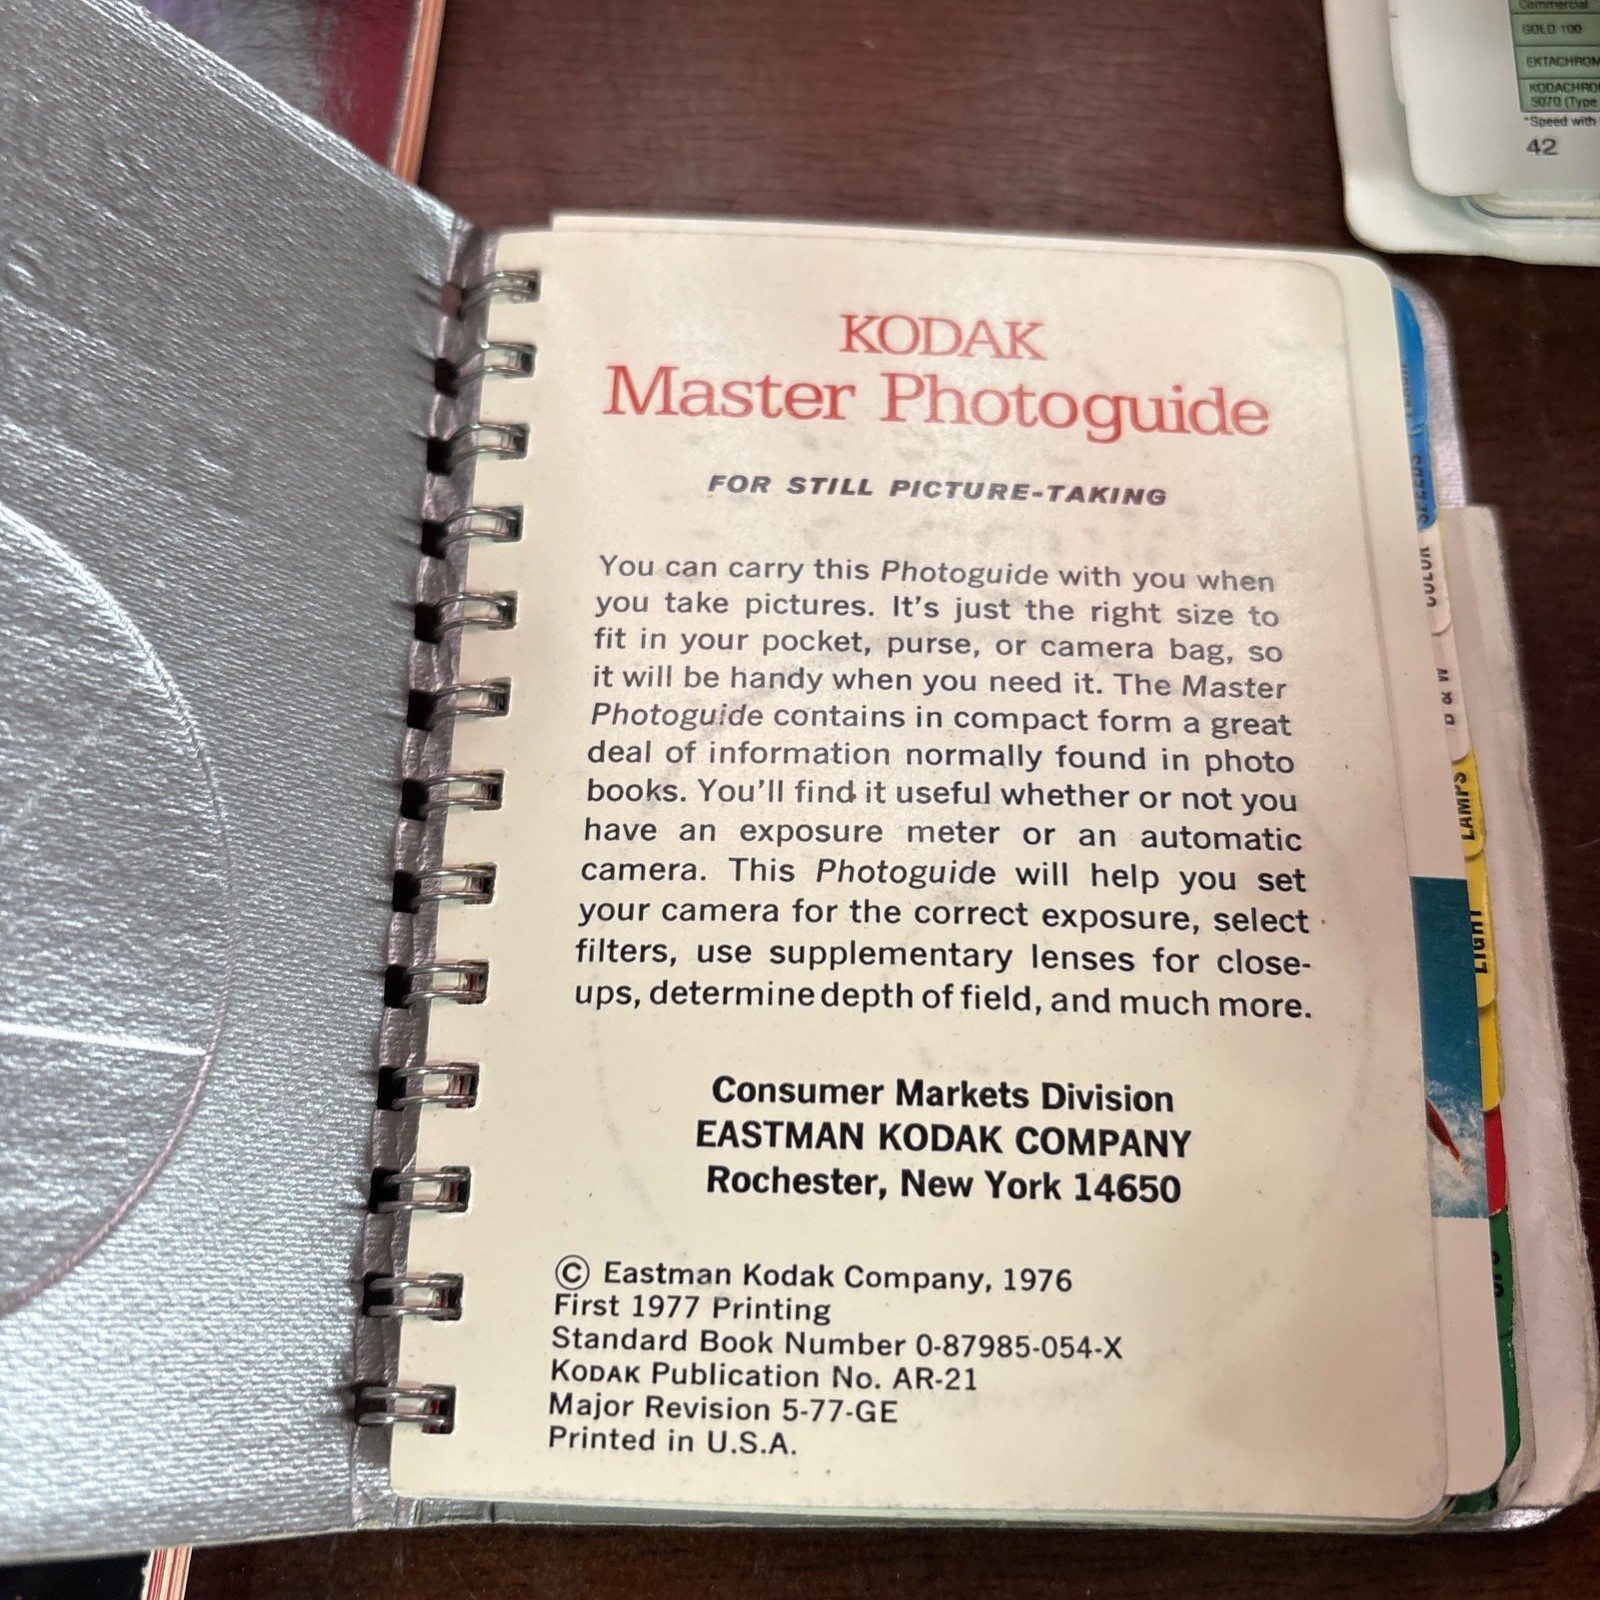 Commercial
GOLD 100
*Speed with
42
KODAK
Master Photoguide
FOR STILL PICTURE-TAKING
You can carry this Photoguide with you when
you take pictures. It's just the right size to
fit in your pocket, purse, or camera bag, so
it will be handy when you need it. The Master
Photoguide contains in compact form a great
deal of information normally found in photo
books. You'll find it useful whether or not you
have an exposure meter or an automatic
camera. This Photoguide will help you set
your camera for the correct exposure, select
filters, use supplementary lenses for close-
ups, determine depth of field, and much more.
Consumer Markets Division
EASTMAN KODAK COMPANY
Rochester, New York 14650
© Eastman Kodak Company, 1976
First 1977 Printing
Standard Book Number 0-87985-054-X
KODAK Publication No. AR-21
Major Revision 5-77-GE
Printed in U.S.A.
SPEEDS
COLOR
B & W
LAMPS
LIGHT